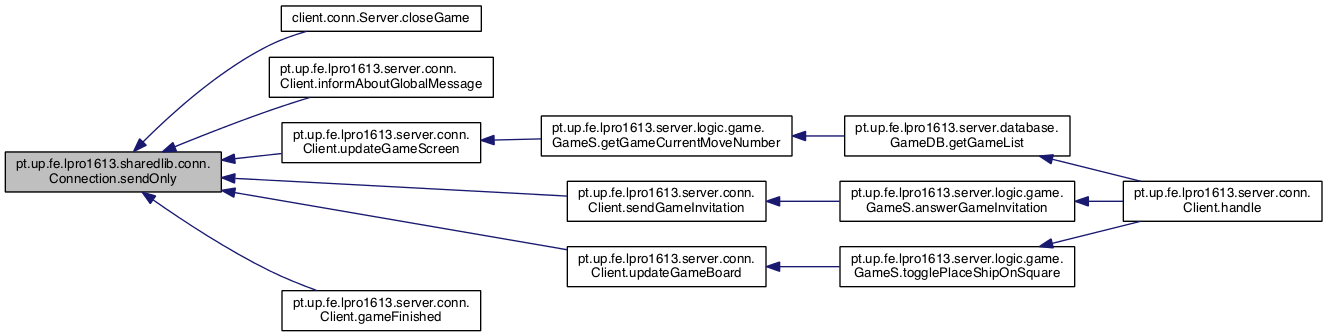 client.conn.Server.closeGame
pt.up.fe.lpro1613.server.conn.
Client.informAboutGlobalMessage
pt.up.fe.lpro1613.server.conn.
Client.updateGameScreen
pt.up.fe.lpro1613.server.logic.game.
GameS.getGameCurrentMoveNumber
pt.up.fe.lpro1613.server.database.
GameDB.getGameList
pt.up.fe.lpro1613.sharedlib.conn.
Connection.sendOnly
pt.up.fe.lpro1613.server.conn.
Client.sendGameInvitation
pt.up.fe.lpro1613.server.logic.game.
GameS.answerGameInvitation
pt.up.fe.lpro1613.server.conn.
Client.handle
pt.up.fe.lpro1613.server.conn.
Client.updateGameBoard
pt.up.fe.lpro1613.server.logic.game.
GameS.togglePlaceShipOnSquare
pt.up.fe.lpro1613.server.conn.
Client.gameFinished